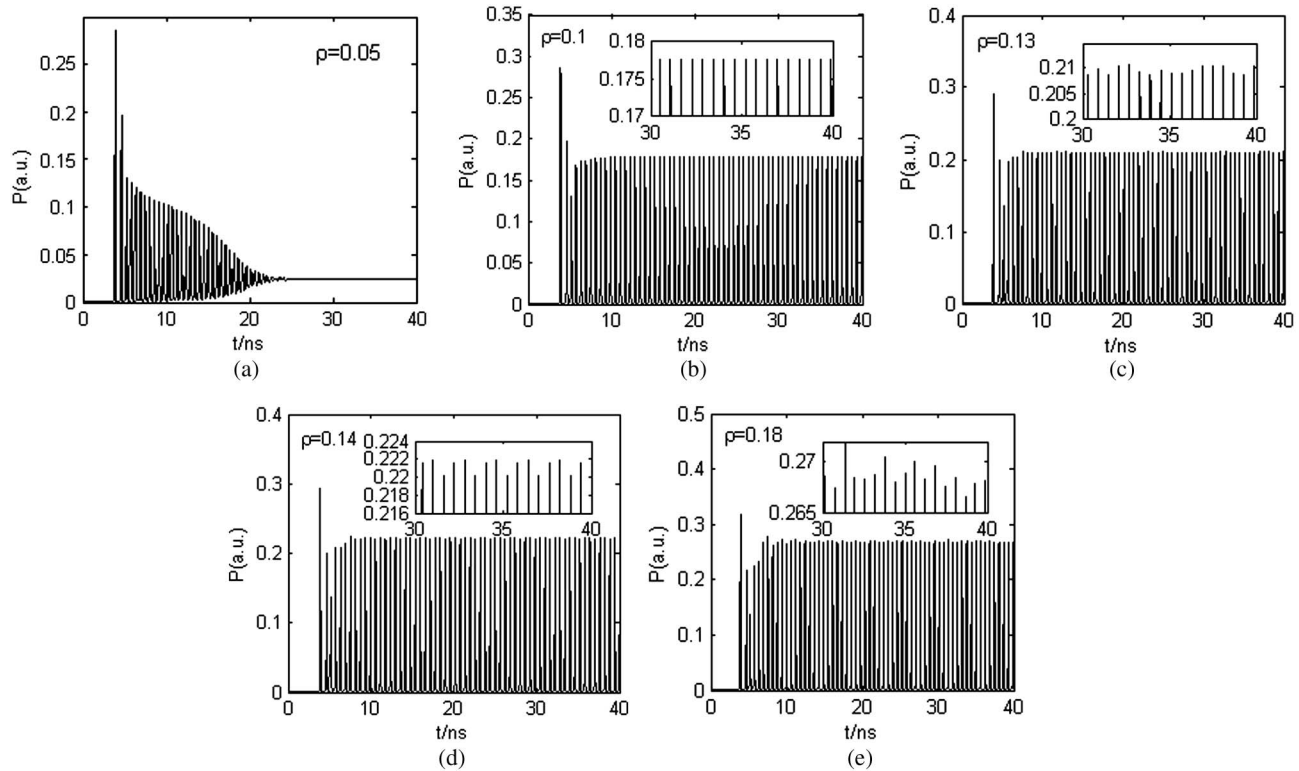 P(a.u.)
0.25
0.2
0.15
0.1
0.05
0
ρ=0.05
0 10 20 30 40
t/ns
(a)
P(a.u.)
0.35
0.3
0.25
0.2
0.15
0.1
0.05
0
ρ=0.1
0.18
0.175
0.17
30 35 40
0 10 20 30 40
t/ns
(b)
P(a.u.)
0.4
0.3
0.2
0.1
0
ρ=0.13
0.21
0.205
0.2
30 35 40
0 10 20 30 40
t/ns
(c)
P(a.u.)
0.4
0.3
0.2
0.1
0
ρ=0.14
0.224
0.222
0.220
0.218
0.216
30 35 40
0 10 20 30 40
t/ns
(d)
P(a.u.)
0.5
0.4
0.3
0.2
0.1
0
ρ=0.18
0.27
0.265
30 35 40
0 10 20 30 40
t/ns
(e)